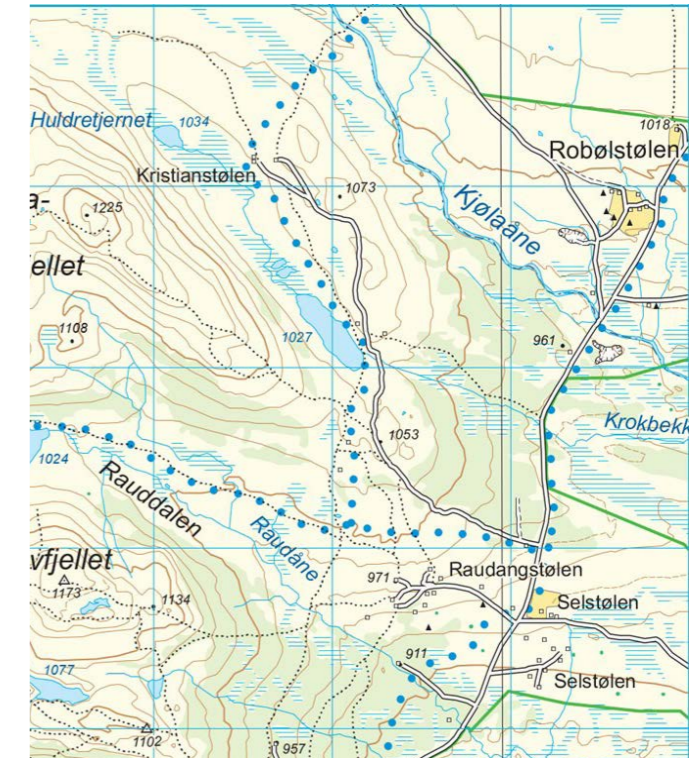 Huldretjernet
1034
1018
Robølstølen
Kristianstølen
1073
a-
1225
ellet
Kjølaåne
1108
1027
961
Krokbekk
1053
1024
Rauddalen
Raudåne
vfjellet
1173
1134
971
Raudangstølen
Selstølen
911
Selstølen
1077
1102
957